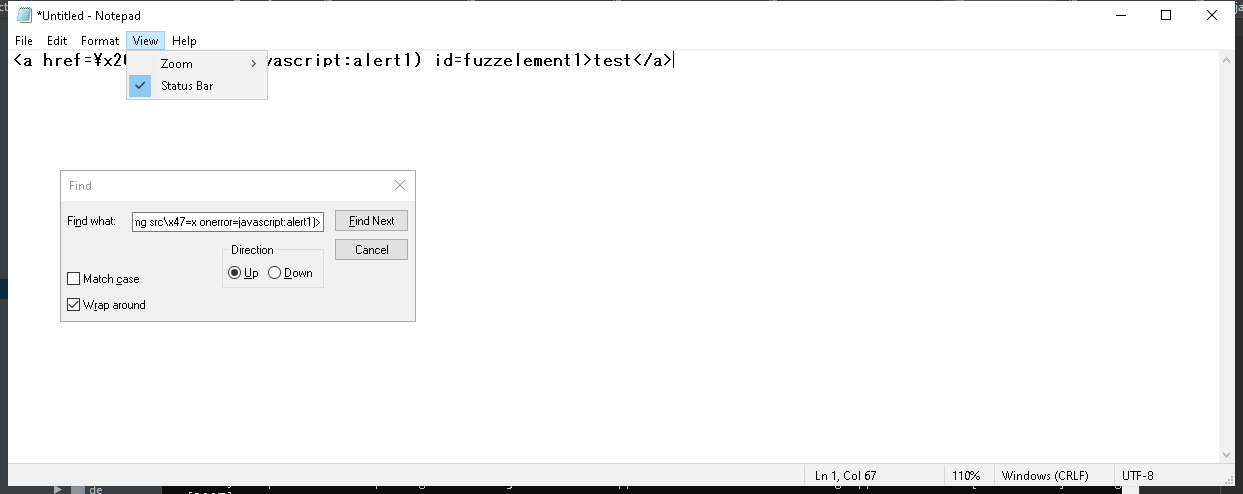 *Untitled - Notepad
File Edit Format View Help
<a href=¥x20 vascript:alert1) id=fuzzelement1>test</a>
Zoom
Status Bar
Find
Find what: mg src\x47=x onerror=javascript:alert1)> Find Next
Direction Cancel
Up Down
Match case
Wrap around
Ln 1, Col 67 110% Windows (CRLF) UTF-8
de